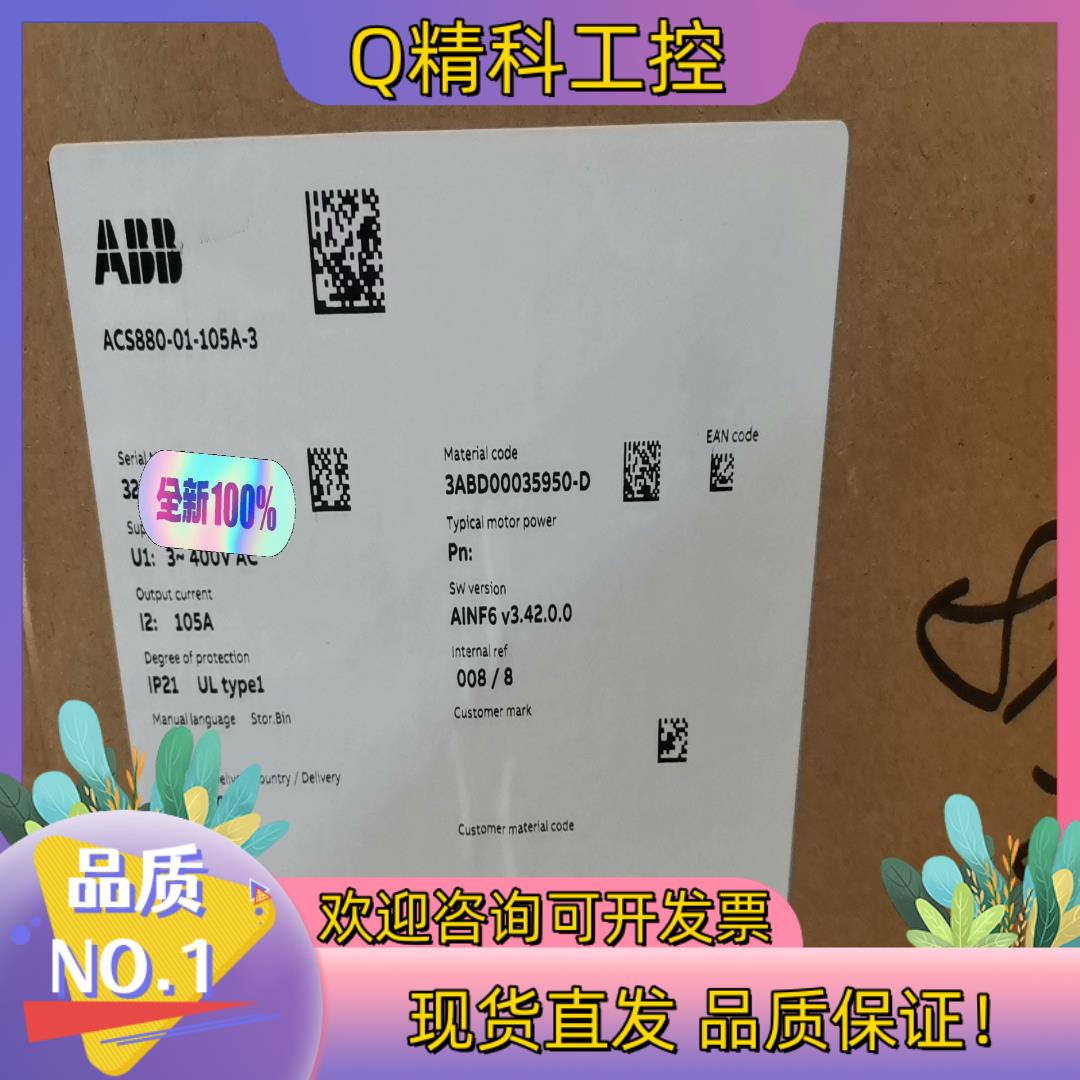 Q精科工控
ABB
ACS880-01-105A-3
Serial
32
全新100%
U1: 3~ 400V AC
Output current
I2: 105A
Degree of protection
IP21 UL type1
Manual language Stor.Bin
/ Delivery
Material code
3ABD00035950-D
EAN code
Typical motor power
Pn:
SW version
AINF6 v3.42.0.0
Internal ref
008 / 8
Customer mark
Customer material code
品质
NO.1
欢迎咨询可开发票
现货直发 品质保证!